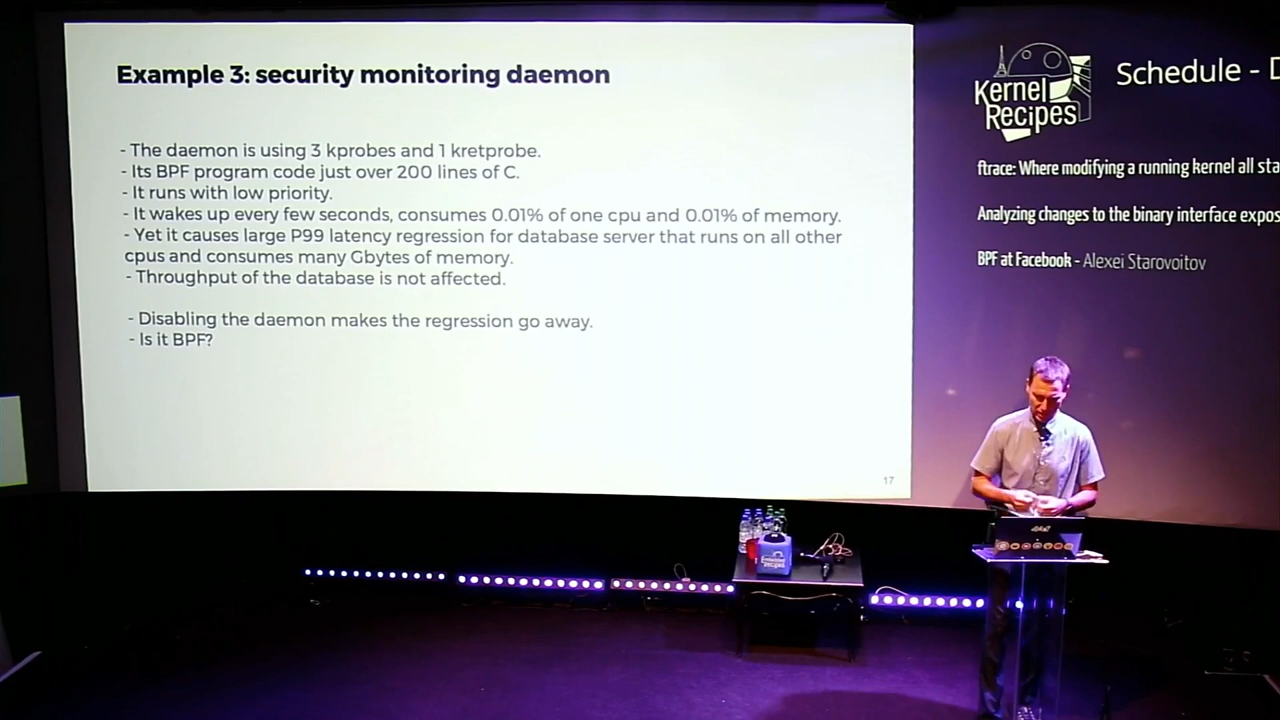 Example 3: security monitoring daemon
- The daemon is using 3 kprobes and 1 kretprobe.
- Its BPF program code just over 200 lines of C.
- It runs with low priority.
- It wakes up every few seconds, consumes 0.01% of one cpu and 0.01% of memory.
- Yet it causes large P99 latency regression for database server that runs on all other
cpus and consumes many Gbytes of memory.
- Throughput of the database is not affected.
- Disabling the daemon makes the regression go away.
- Is it BPF?
17
Kernel
Recipes
Schedule - D
ftrace: Where modifying a running kernel all sta
Analyzing changes to the binary interface expos
BPF at Facebook - Alexei Starovoitov
Embedded
Recipes